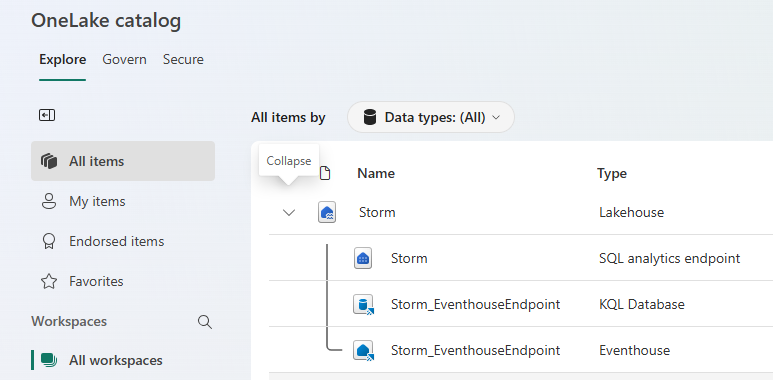 OneLake catalog
Explore Govern Secure
All items by Data types: (All)
All items
My items
Endorsed items
Favorites
Workspaces
All workspaces
Collapse
Name Type
Storm Lakehouse
Storm SQL analytics endpoint
Storm_EventhouseEndpoint KQL Database
Storm_EventhouseEndpoint Eventhouse